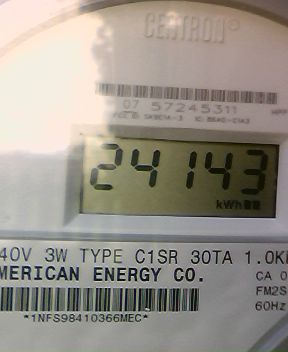 CENTRON®
07 57245311
24143
kWh
40V 3W TYPE C1SR 30TA 1.0K
MERICAN ENERGY CO.
CA 0
FM2S
60Hz
*1NFS98410366MEC*